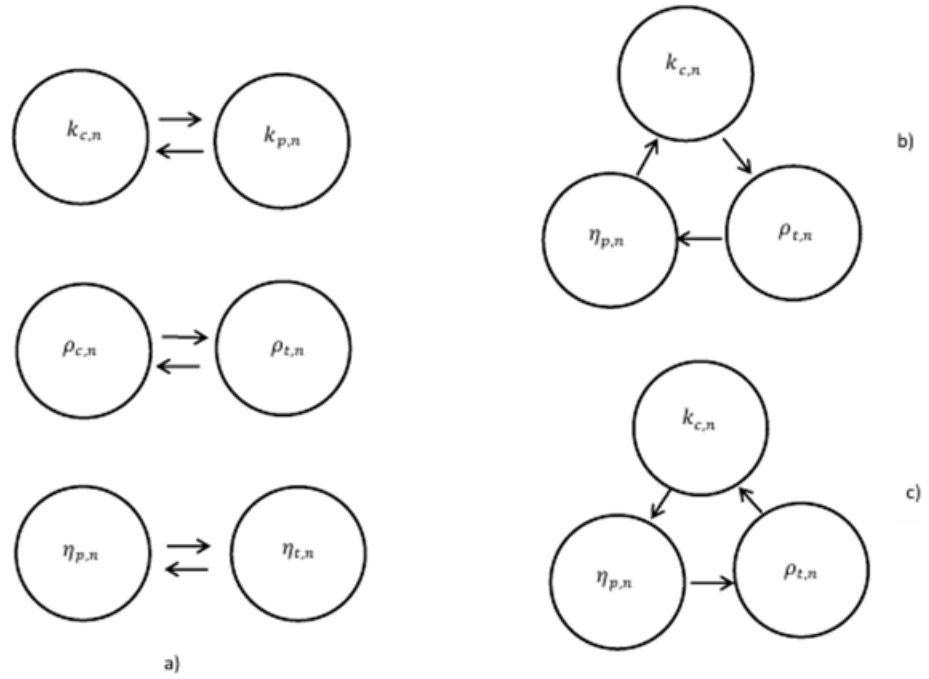 k_{c,n}
k_{p,n}
ρ_{c,n}
ρ_{t,n}
η_{p,n}
η_{t,n}
a)
k_{c,n}
b)
η_{p,n}
ρ_{t,n}
k_{c,n}
c)
η_{p,n}
ρ_{t,n}